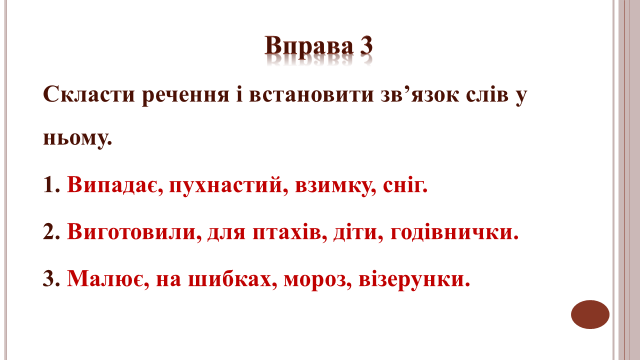 Вправа 3
Скласти речення і встановити зв’язок слів у
ньому.
1. Випадає, пухнастий, взимку, сніг.
2. Виготовили, для птахів, діти, годівнички.
3. Малює, на шибках, мороз, візерунки.